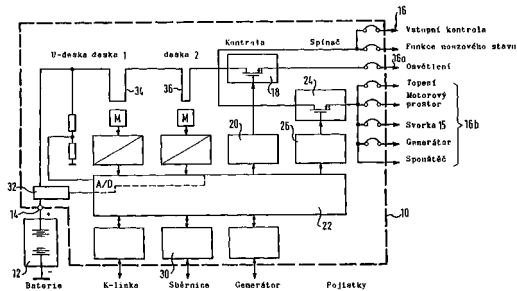 16
Vstupní kontrola
Funkce nouzového stavu
U-deska deska 1
deska 2
Kontrola
Spínač
Osvětlení
16a
34
36
18
24
Topení
Motorový
prostor
M
M
20
26
Svorka 15
16b
Generátor
Spouštěč
A/D
32
14
22
10
+
12
30
-
Baterie
K-linka
Sběrnice
Generátor
Pojistky